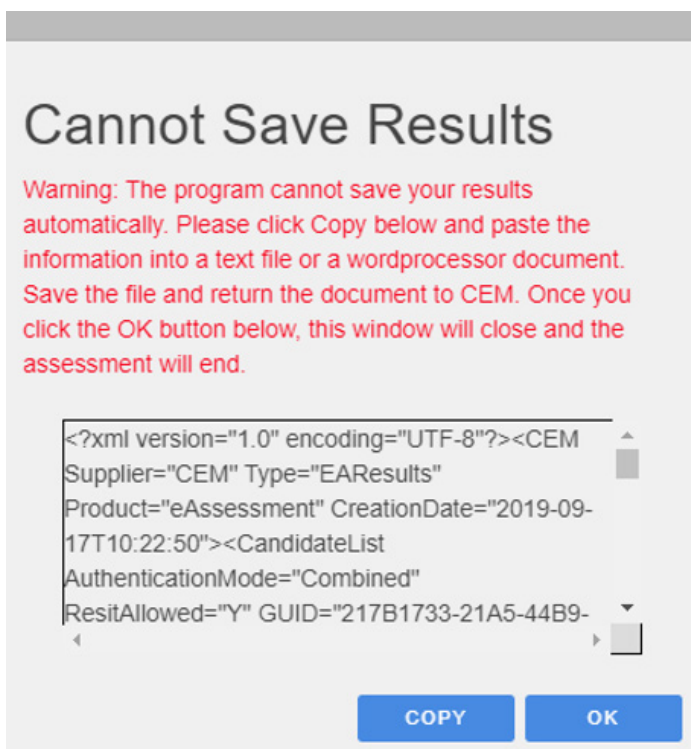 Cannot Save Results
Warning: The program cannot save your results
automatically. Please click Copy below and paste the
information into a text file or a wordprocessor document.
Save the file and return the document to CEM. Once you
click the OK button below, this window will close and the
assessment will end.
<?xml version="1.0" encoding="UTF-8"?><CEM
Supplier="CEM" Type="EAResults"
Product="eAssessment" CreationDate="2019-09-
17T10:22:50"><CandidateList
AuthenticationMode="Combined"
ResitAllowed="Y" GUID="217B1733-21A5-44B9-
COPY
OK